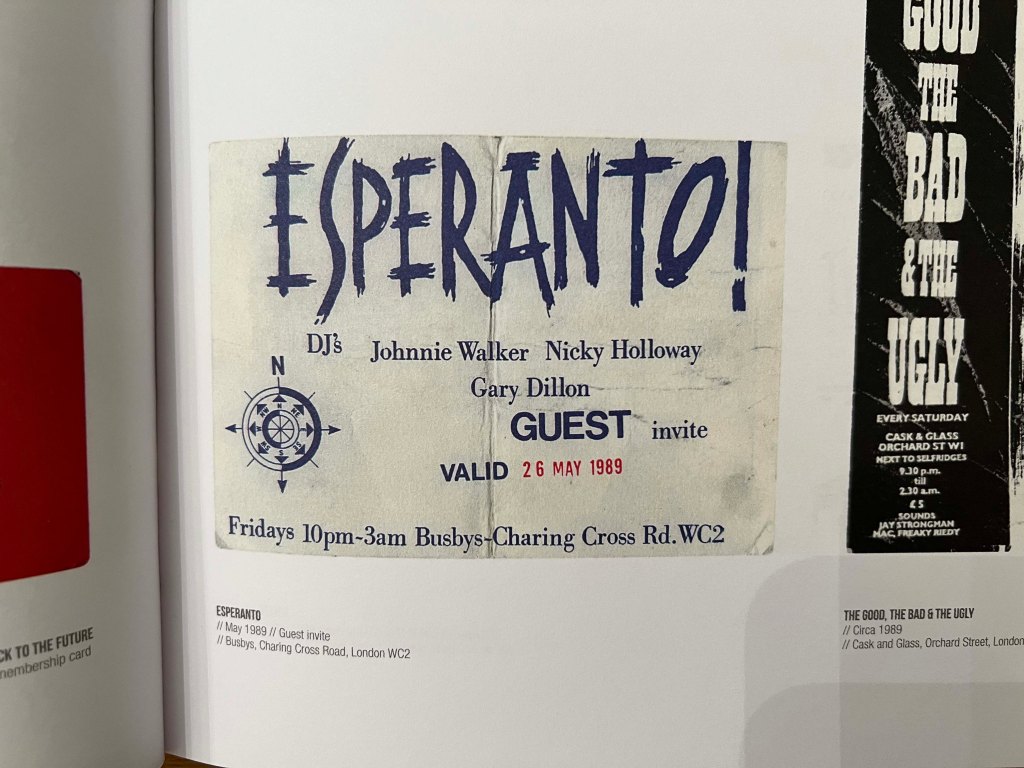 CK TO THE FUTURE
membership card
ESPERANTO!
DJ's Johnnie Walker Nicky Holloway
Gary Dillon
N
GUEST invite
VALID 26 MAY 1989
Fridays 10pm-3am Busbys-Charing Cross Rd. WC2
ESPERANTO
// May 1989 // Guest invite
// Busbys, Charing Cross Road, London WC2
GOOD
THE
BAD
& THE
UGLY
EVERY SATURDAY
CASK & GLASS
ORCHARD ST W1
NEXT TO SELFRIDGES
9.30 p.m.
till
2.30 a.m.
£5
SOUNDS
JAY STRONGMAN
MAC, FREAKY RIEDY
THE GOOD, THE BAD & THE UGLY
// Circa 1989
// Cask and Glass, Orchard Street, London